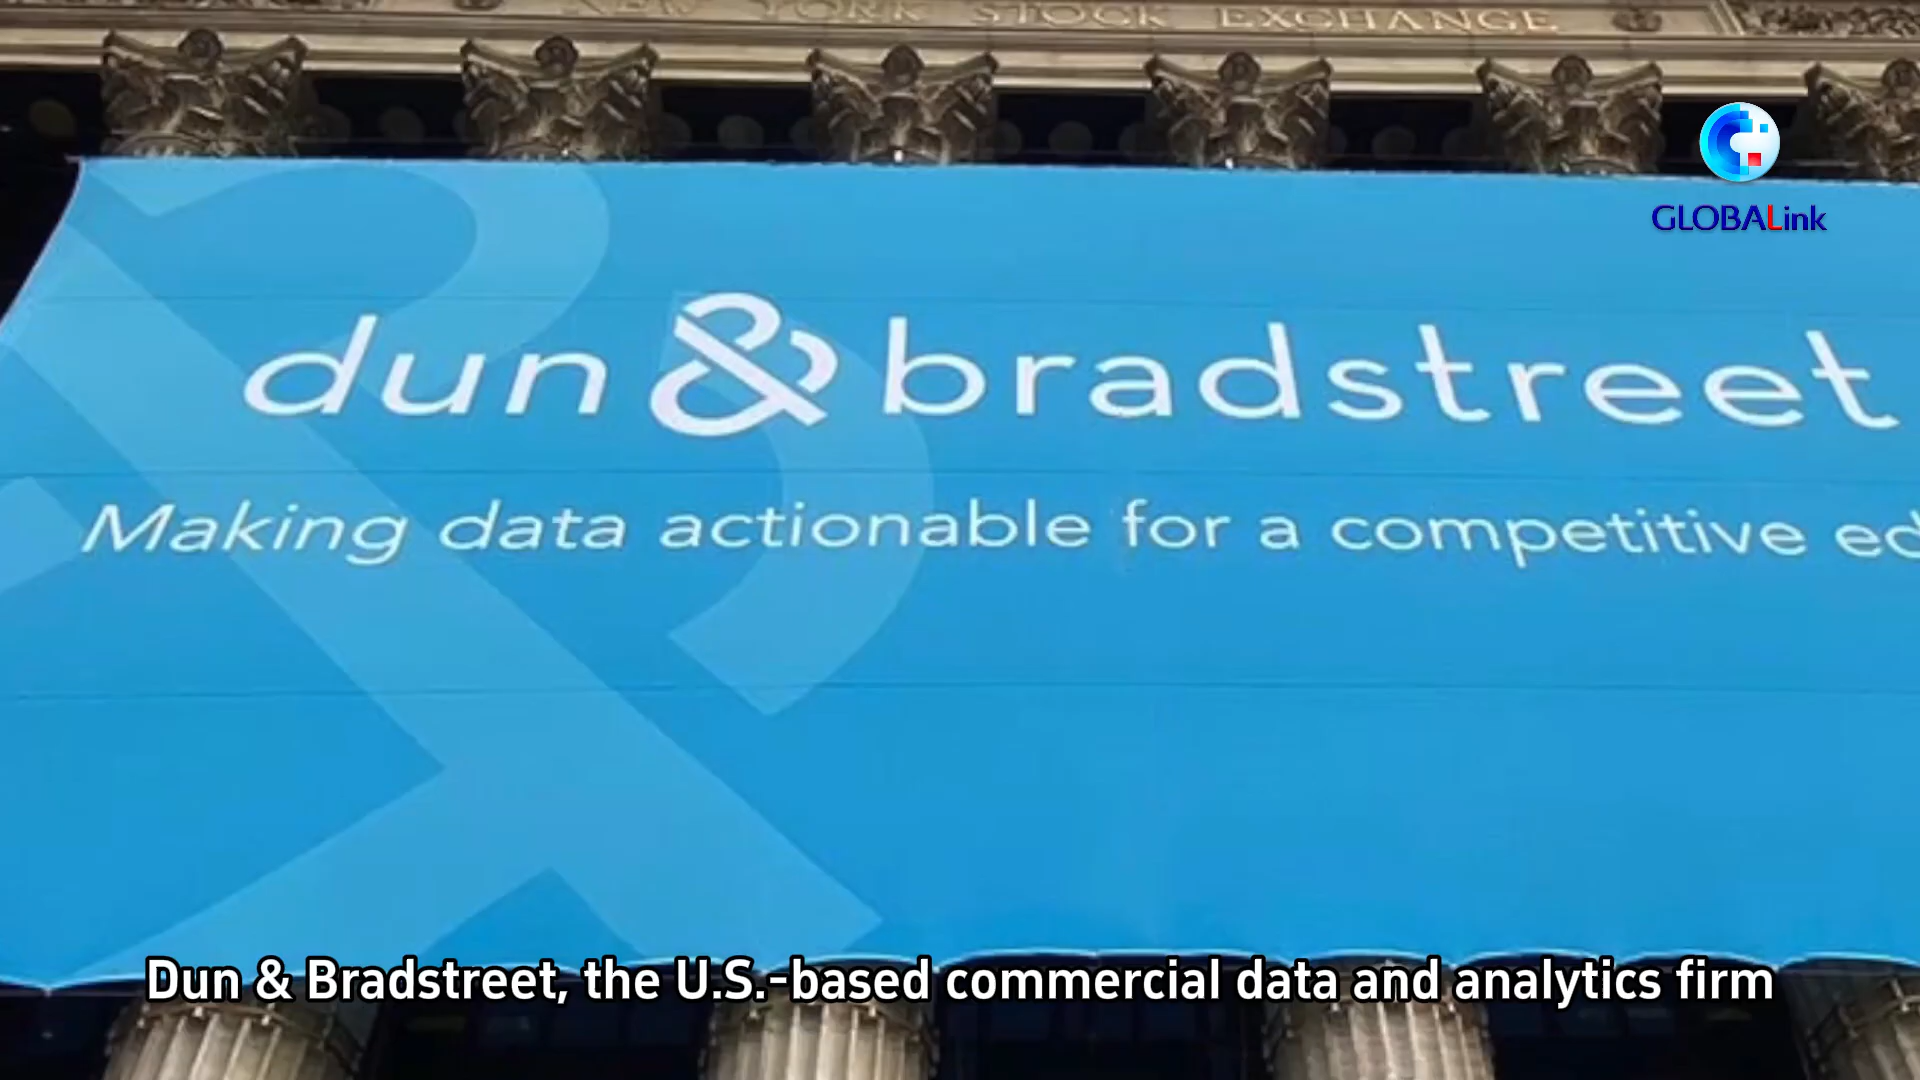 NEW YORK STOCK EXCHANGE
GLOBALink
dun & bradstreet
Making data actionable for a competitive ed
Dun & Bradstreet, the U.S.-based commercial data and analytics firm